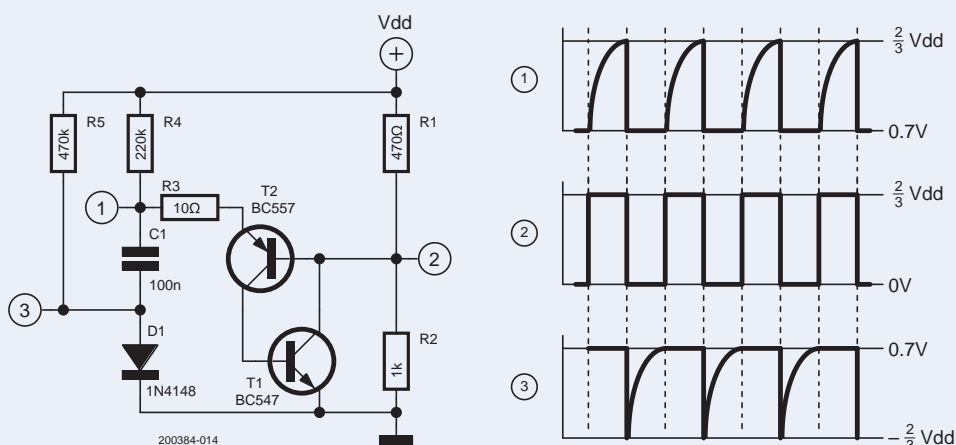 Vdd
+
R5
470k
R4
220k
R1
470Ω
R3
10Ω
T2
BC557
1
C1
100n
2
3
D1
1N4148
T1
BC547
R2
1k
200384-014
1
2/3 Vdd
0.7V
2
2/3 Vdd
0V
3
0.7V
- 2/3 Vdd